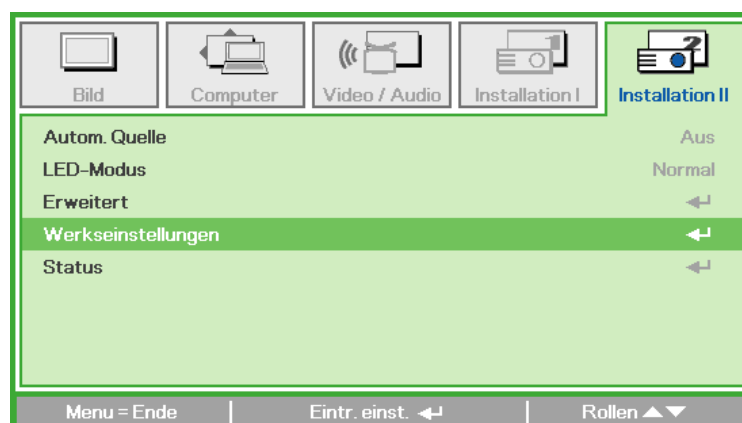 Bild
Computer
Video / Audio
Installation I
Installation II
Autom. Quelle Aus
LED-Modus Normal
Erweitert
Werkseinstellungen
Status
Menu = Ende | Eintr. einst. | Rollen ▲▼